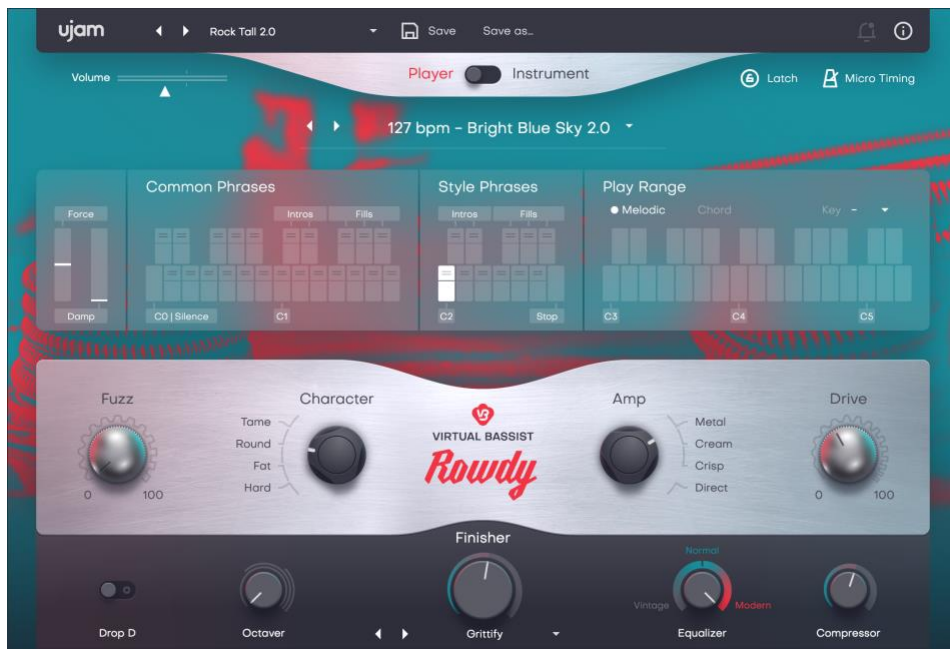 ujam
Rock Tall 2.0
Save
Save as…
Volume
Player
Instrument
Latch
Micro Timing
127 bpm – Bright Blue Sky 2.0
Common Phrases
Style Phrases
Play Range
Force
Intros
Fills
Intros
Fills
Melodic
Chord
Key –
Damp
C0 | Silence
C1
C2
Stop
C3
C4
C5
Fuzz
0
100
Character
Tame
Round
Fat
Hard
VB
VIRTUAL BASSIST
Rowdy
Amp
Metal
Cream
Crisp
Direct
Drive
0
100
Finisher
Drop D
Octaver
Grittify
Normal
Vintage
Modern
Equalizer
Compressor